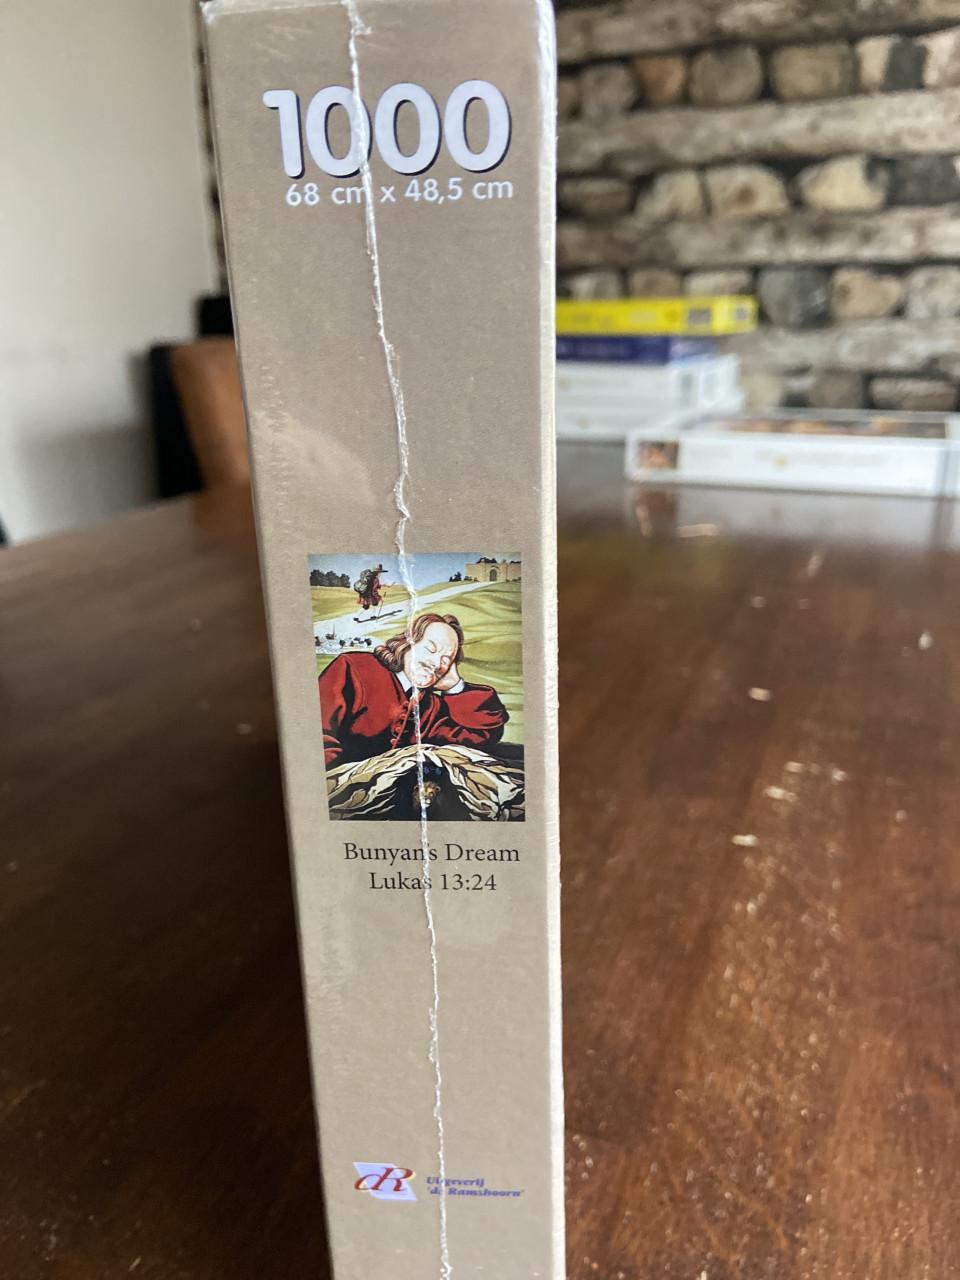 1000
68 cm x 48,5 cm
Bunyan's Dream
Lukas 13:24
dR
Uitgeverij
'de Ramshoorn'